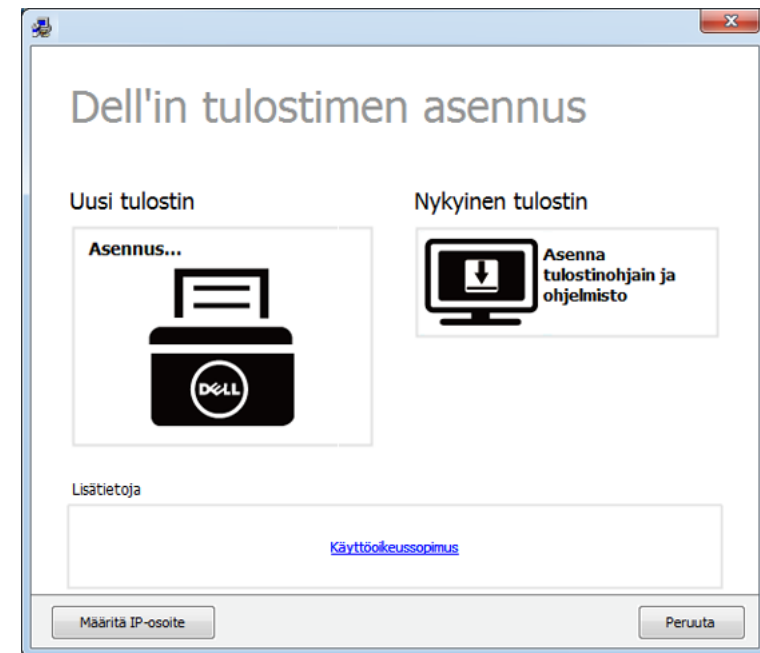 Dell'in tulostimen asennus
Uusi tulostin
Nykyinen tulostin
Asennus...
DELL
Asenna
tulostinohjain ja
ohjelmisto
Lisätietoja
Käyttöoikeussopimus
Määritä IP-osoite
Peruuta